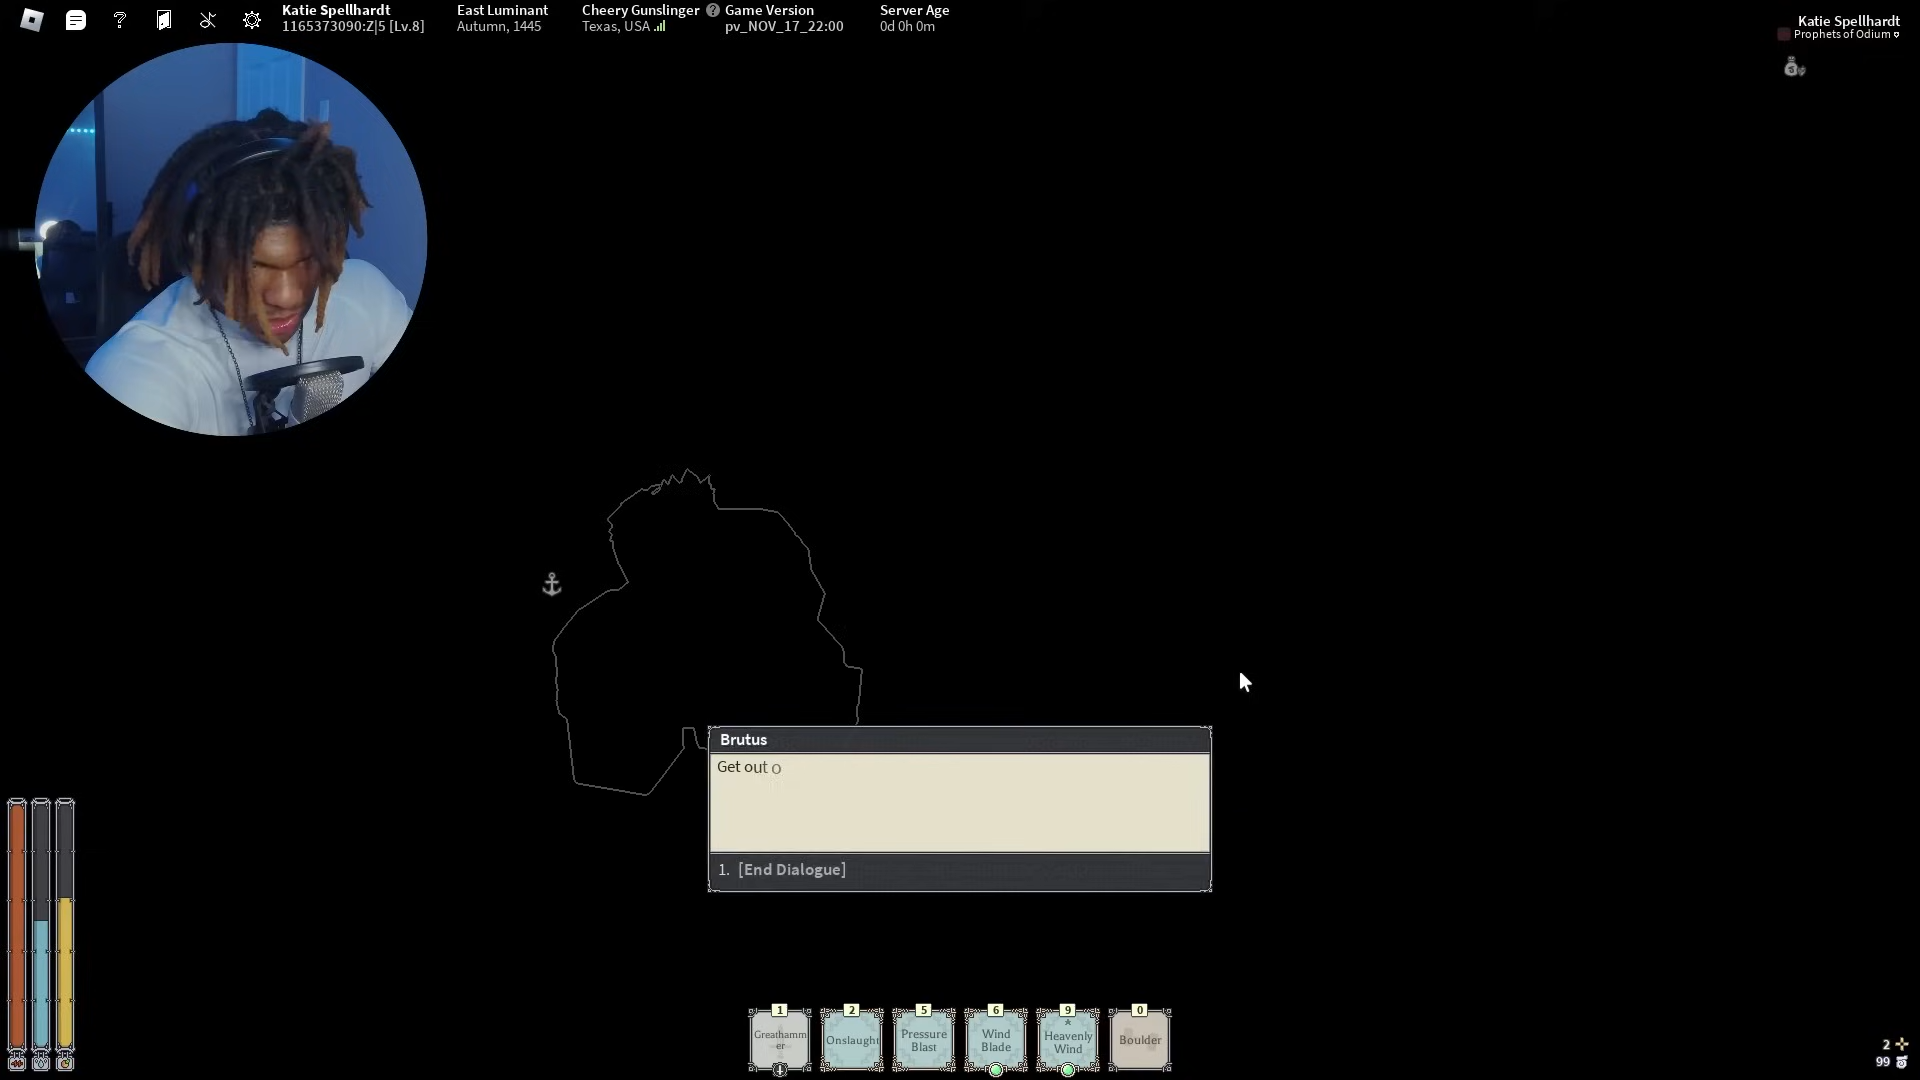 Katie Spellhardt
1165373090:Z|5 [Lv.8]
East Luminant
Autumn, 1445
Cheery Gunslinger
Texas, USA
Game Version
pv_NOV_17_22:00
Server Age
0d 0h 0m
Katie Spellhardt
Prophets of Odium
Brutus
Get out o
1. [End Dialogue]
1
Greathamm
er
2
Onslaught
5
Pressure
Blast
6
Wind
Blade
9
*
Heavenly
Wind
0
Boulder
2
99